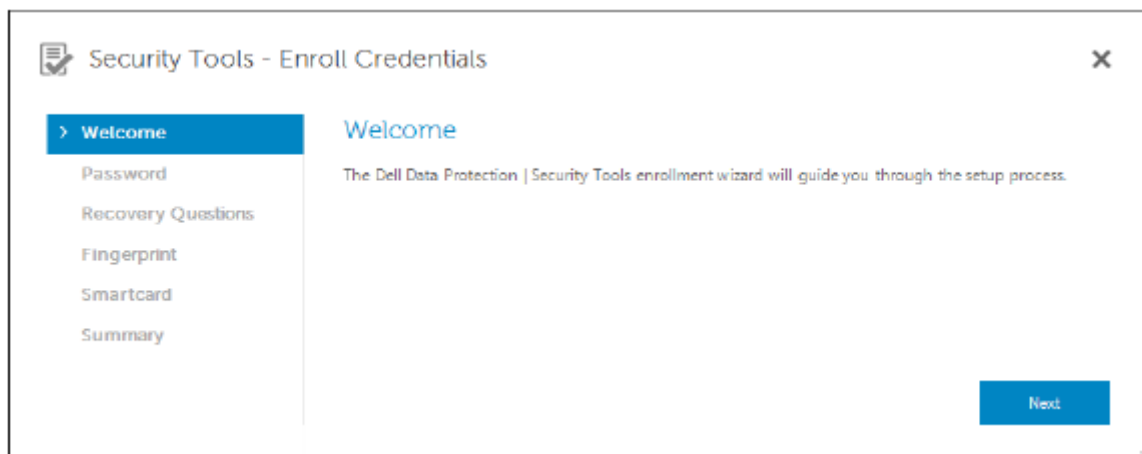 Security Tools - Enroll Credentials
> Welcome
Password
Recovery Questions
Fingerprint
Smartcard
Summary
Welcome
The Dell Data Protection | Security Tools enrollment wizard will guide you through the setup process.
Next